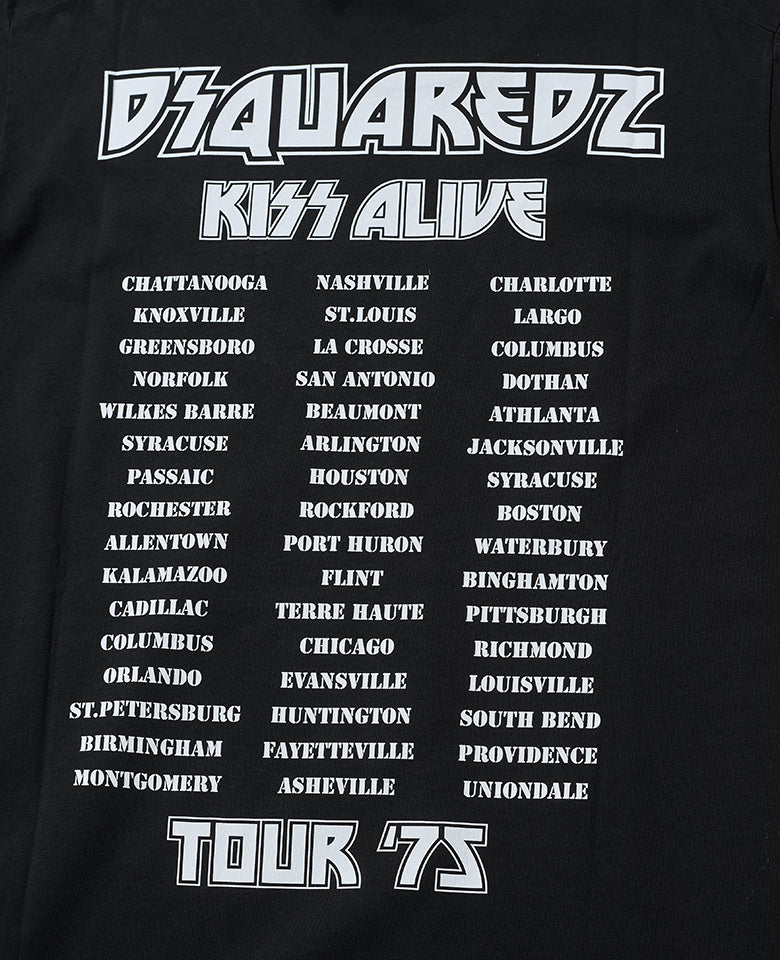 DSQUARED2
KISS ALIVE
CHATTANOOGA NASHVILLE CHARLOTTE
KNOXVILLE ST.LOUIS LARGO
GREENSBORO LA CROSSE COLUMBUS
NORFOLK SAN ANTONIO DOTHAN
WILKES BARRE BEAUMONT ATHLANTA
SYRACUSE ARLINGTON JACKSONVILLE
PASSAIC HOUSTON SYRACUSE
ROCHESTER ROCKFORD BOSTON
ALLENTOWN PORT HURON WATERBURY
KALAMAZOO FLINT BINGHAMTON
CADILLAC TERRE HAUTE PITTSBURGH
COLUMBUS CHICAGO RICHMOND
ORLANDO EVANSVILLE LOUISVILLE
ST.PETERSBURG HUNTINGTON SOUTH BEND
BIRMINGHAM FAYETTEVILLE PROVIDENCE
MONTGOMERY ASHEVILLE UNIONDALE
TOUR '75